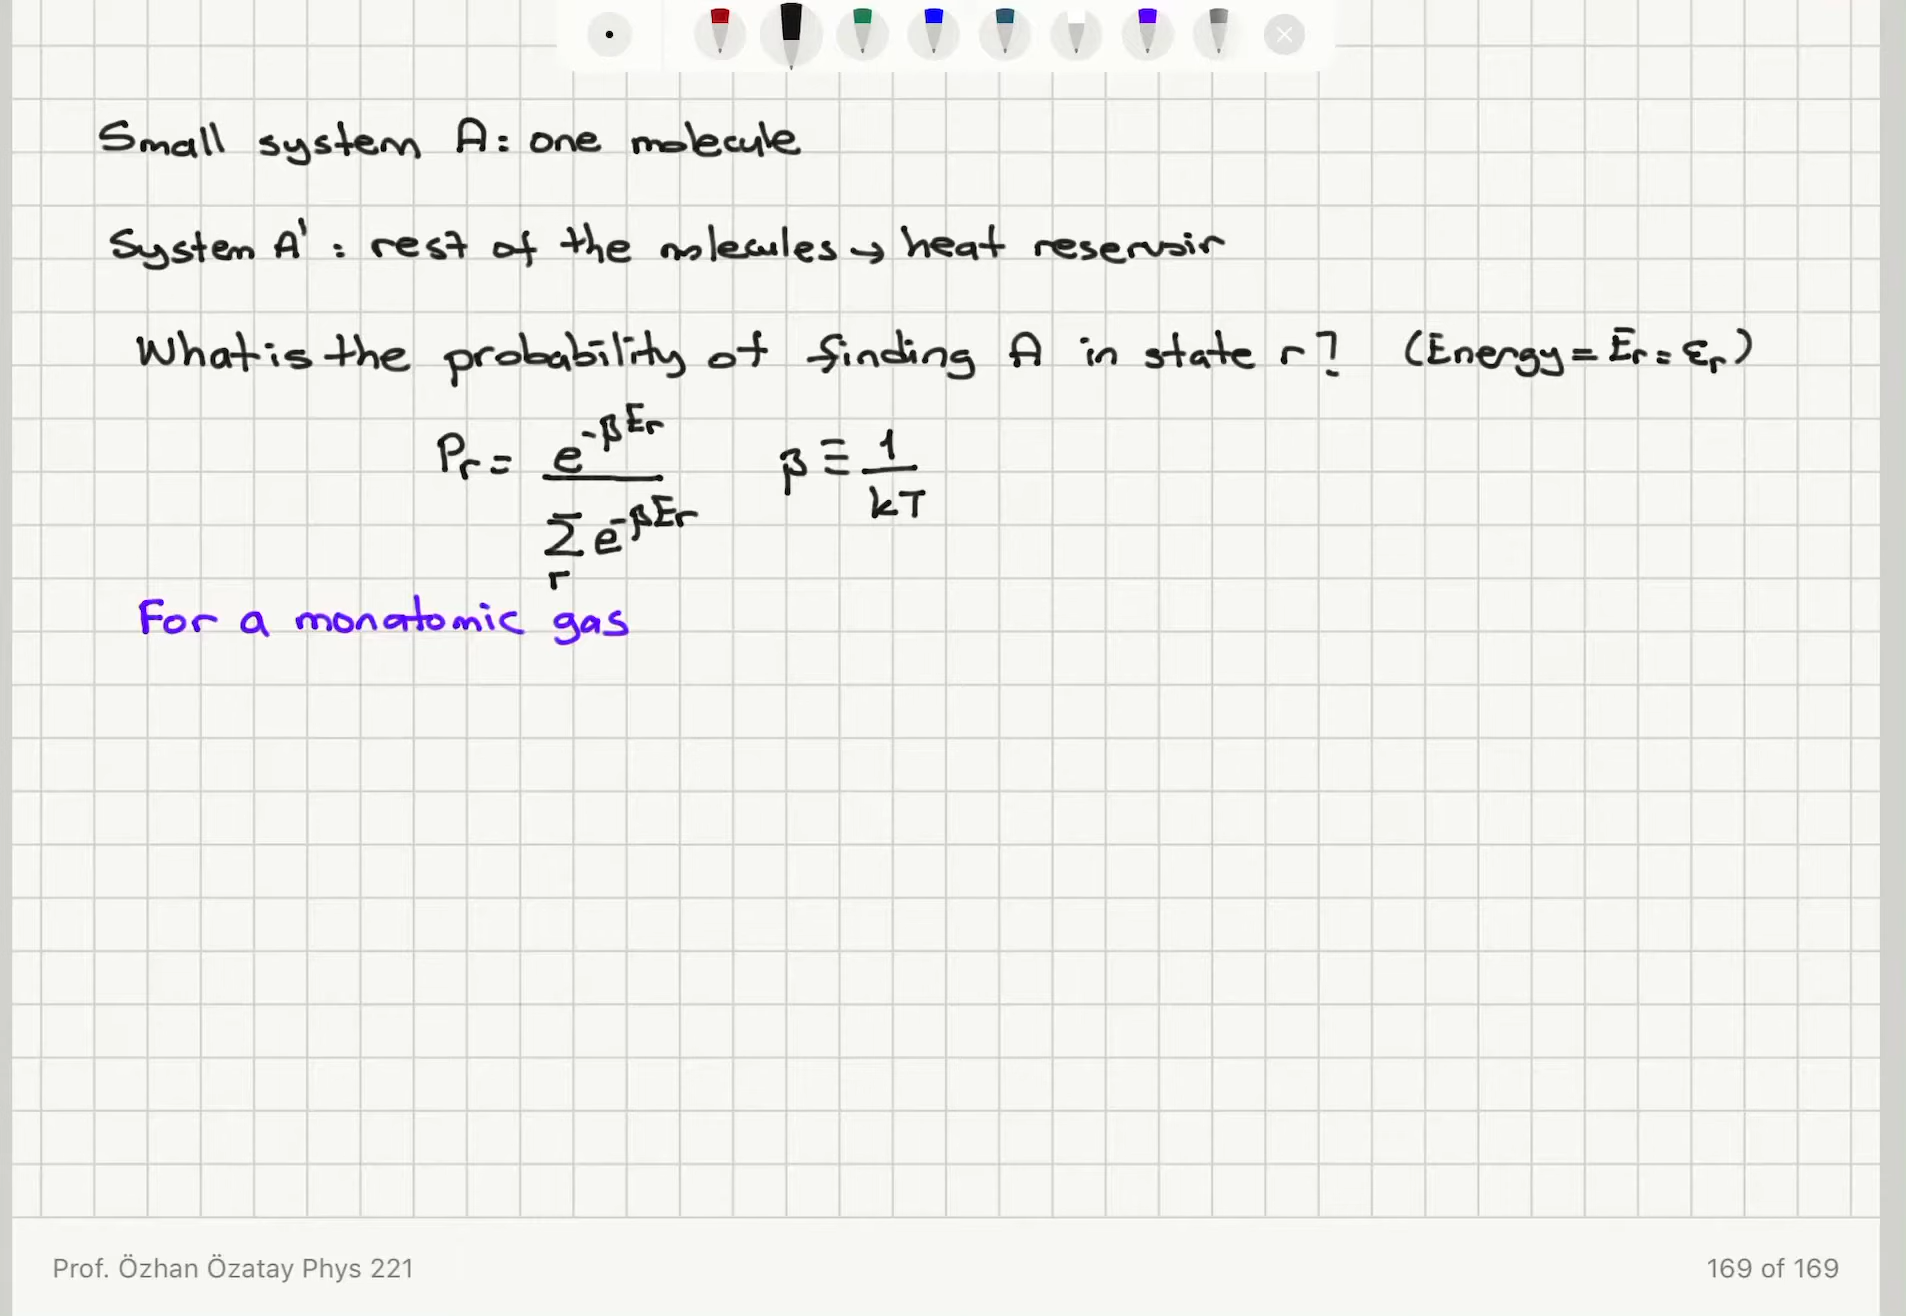 Small system A: one molecule
System A' : rest of the molecules → heat reservoir
What is the probability of finding A in state r? (Energy = Er = εr)
Pr = e^-βEr / Σr e^-βEr β ≡ 1/kT
For a monatomic gas
Prof. Özhan Özatay Phys 221
169 of 169